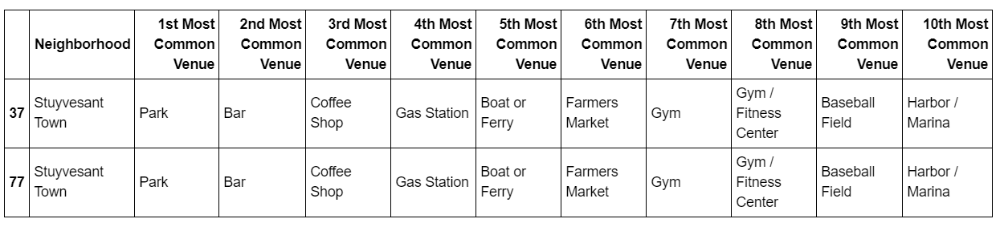 Neighborhood 1st Most Common Venue 2nd Most Common Venue 3rd Most Common Venue 4th Most Common Venue 5th Most Common Venue 6th Most Common Venue 7th Most Common Venue 8th Most Common Venue 9th Most Common Venue 10th Most Common Venue
37 Stuyvesant Town Park Bar Coffee Shop Gas Station Boat or Ferry Farmers Market Gym Gym / Fitness Center Baseball Field Harbor / Marina
77 Stuyvesant Town Park Bar Coffee Shop Gas Station Boat or Ferry Farmers Market Gym Gym / Fitness Center Baseball Field Harbor / Marina